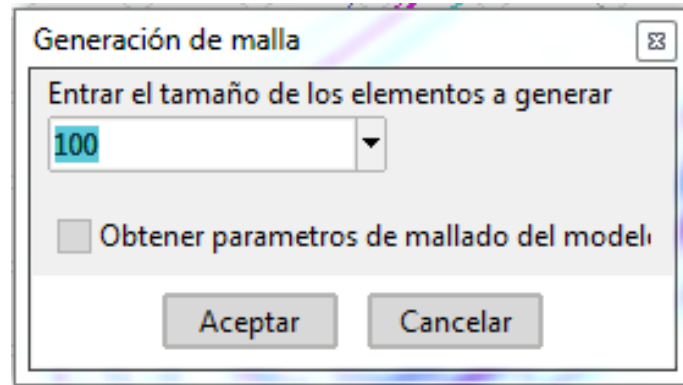 Generación de malla
Entrar el tamaño de los elementos a generar
100
Obtener parametros de mallado del model
Aceptar
Cancelar